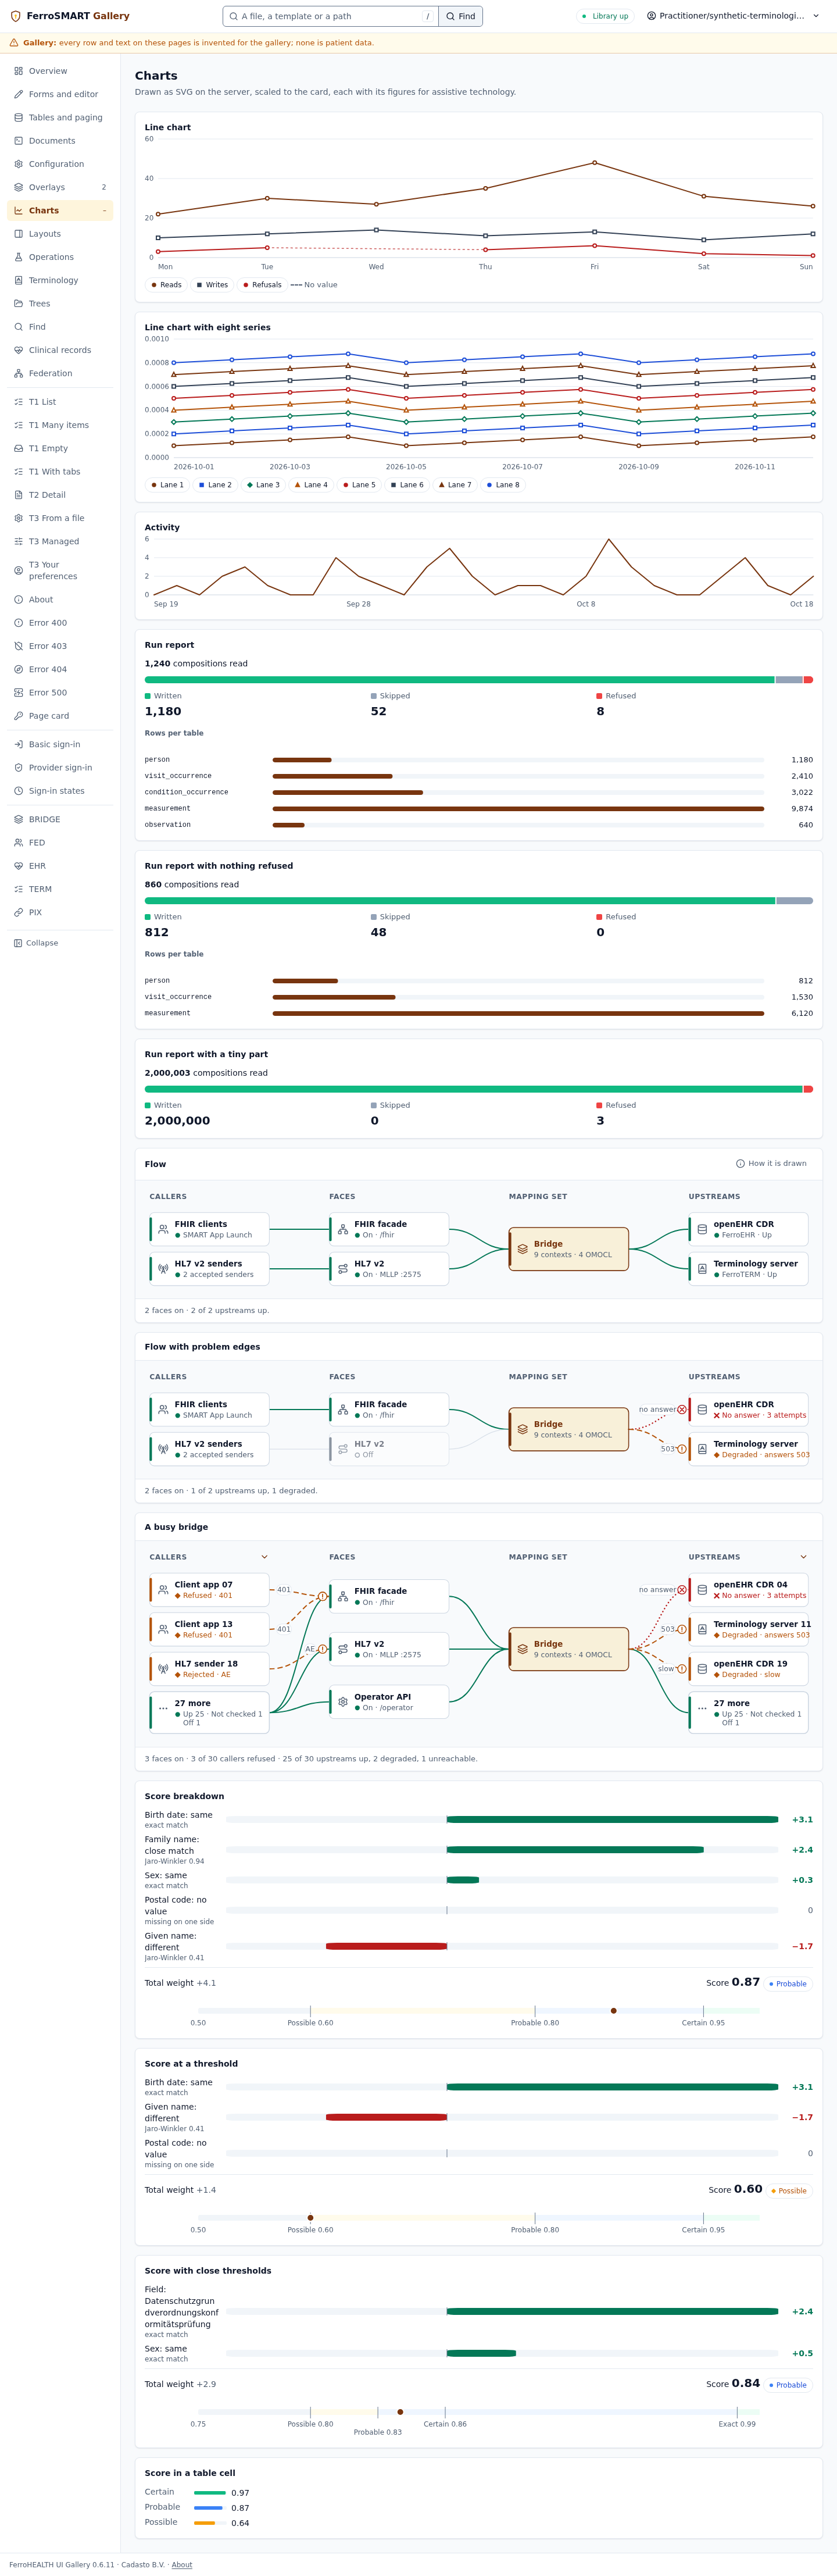 FerroSMART Gallery
A file, a template or a path
/
Find
Library up
Practitioner/synthetic-terminologi...
Gallery: every row and text on these pages is invented for the gallery; none is patient data.
Overview
Forms and editor
Tables and paging
Documents
Configuration
Overlays 2
Charts -
Layouts
Operations
Terminology
Trees
Find
Clinical records
Federation
T1 List
T1 Many items
T1 Empty
T1 With tabs
T2 Detail
T3 From a file
T3 Managed
T3 Your
preferences
About
Error 400
Error 403
Error 404
Error 500
Page card
Basic sign-in
Provider sign-in
Sign-in states
BRIDGE
FED
EHR
TERM
PIX
Collapse
Charts
Drawn as SVG on the server, scaled to the card, each with its figures for assistive technology.
Line chart
60
40
20
0
Mon Tue Wed Thu Fri Sat Sun
Reads Writes Refusals No value
Line chart with eight series
0.0010
0.0008
0.0006
0.0004
0.0002
0.0000
2026-10-01 2026-10-03 2026-10-05 2026-10-07 2026-10-09 2026-10-11
Lane 1 Lane 2 Lane 3 Lane 4 Lane 5 Lane 6 Lane 7 Lane 8
Activity
6
4
2
0
Sep 19 Sep 28 Oct 8 Oct 18
Run report
1,240 compositions read
Written Skipped Refused
1,180 52 8
Rows per table
person 1,180
visit_occurrence 2,410
condition_occurrence 3,022
measurement 9,874
observation 640
Run report with nothing refused
860 compositions read
Written Skipped Refused
812 48 0
Rows per table
person 812
visit_occurrence 1,530
measurement 6,120
Run report with a tiny part
2,000,003 compositions read
Written Skipped Refused
2,000,000 0 3
Flow
How it is drawn
CALLERS FACES MAPPING SET UPSTREAMS
FHIR clients
SMART App Launch
HL7 v2 senders
2 accepted senders
FHIR facade
On · /fhir
HL7 v2
On · MLLP :2575
Bridge
9 contexts · 4 OMOCL
openEHR CDR
FerroEHR · Up
Terminology server
FerroTERM · Up
2 faces on · 2 of 2 upstreams up.
Flow with problem edges
CALLERS FACES MAPPING SET UPSTREAMS
FHIR clients
SMART App Launch
HL7 v2 senders
2 accepted senders
FHIR facade
On · /fhir
HL7 v2
Off
Bridge
9 contexts · 4 OMOCL
no answer
503
openEHR CDR
No answer · 3 attempts
Terminology server
Degraded · answers 503
2 faces on · 1 of 2 upstreams up, 1 degraded.
A busy bridge
CALLERS FACES MAPPING SET UPSTREAMS
Client app 07
Refused · 401
Client app 13
Refused · 401
HL7 sender 18
Rejected · AE
27 more
Up 25 · Not checked 1
Off 1
401
401
AE
FHIR facade
On · /fhir
HL7 v2
On · MLLP :2575
Operator API
On · /operator
Bridge
9 contexts · 4 OMOCL
no answer
503
slow
openEHR CDR 04
No answer · 3 attempts
Terminology server 11
Degraded · answers 503
openEHR CDR 19
Degraded · slow
27 more
Up 25 · Not checked 1
Off 1
3 faces on · 3 of 30 callers refused · 25 of 30 upstreams up, 2 degraded, 1 unreachable.
Score breakdown
Birth date: same
exact match
+3.1
Family name:
close match
Jaro-Winkler 0.94
+2.4
Sex: same
exact match
+0.3
Postal code: no
value
missing on one side
0
Given name:
different
Jaro-Winkler 0.41
−1.7
Total weight +4.1
Score 0.87 Probable
0.50 Possible 0.60 Probable 0.80 Certain 0.95
Score at a threshold
Birth date: same
exact match
+3.1
Given name:
different
Jaro-Winkler 0.41
−1.7
Postal code: no
value
missing on one side
0
Total weight +1.4
Score 0.60 Possible
0.50 Possible 0.60 Probable 0.80 Certain 0.95
Score with close thresholds
Field:
Datenschutzgrun
dverordnungskonf
ormitätsprüfung
exact match
+2.4
Sex: same
exact match
+0.5
Total weight +2.9
Score 0.84 Probable
0.75 Possible 0.80 Certain 0.86 Exact 0.99
Probable 0.83
Score in a table cell
Certain 0.97
Probable 0.87
Possible 0.64
FerroHEALTH UI Gallery 0.6.11 · Cadasto B.V. · About